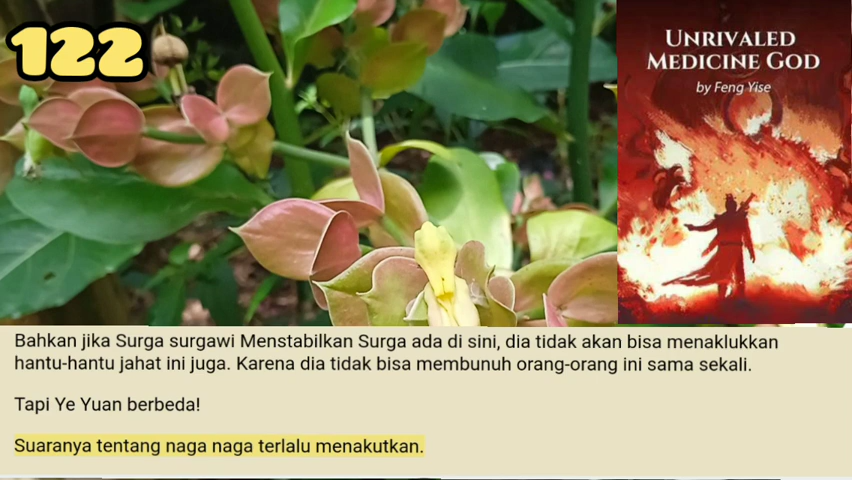 122
UNRIVALED
MEDICINE GOD
by Feng Yise
Bahkan jika Surga surgawi Menstabilkan Surga ada di sini, dia tidak akan bisa menaklukkan
hantu-hantu jahat ini juga. Karena dia tidak bisa membunuh orang-orang ini sama sekali.
Tapi Ye Yuan berbeda!
Suaranya tentang naga naga terlalu menakutkan.